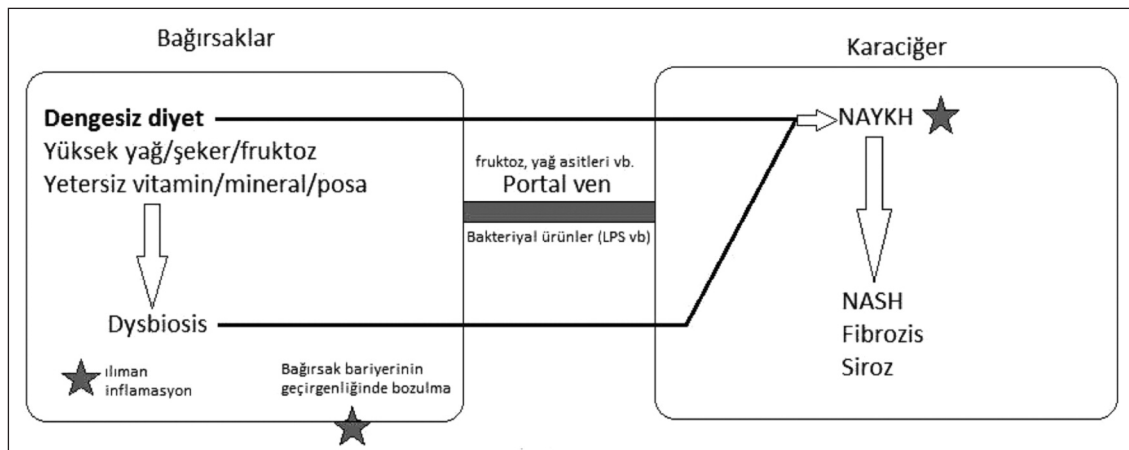 Bağırsaklar
Dengesiz diyet
Yüksek yağ/şeker/fruktoz
Yetersiz vitamin/mineral/posa
Dysbiosis
ılıman
inflamasyon
Bağırsak bariyerinin
geçirgenliğinde bozulma
fruktoz, yağ asitleri vb.
Portal ven
Bakteriyal ürünler (LPS vb)
Karaciğer
NAYKH
NASH
Fibrozis
Siroz